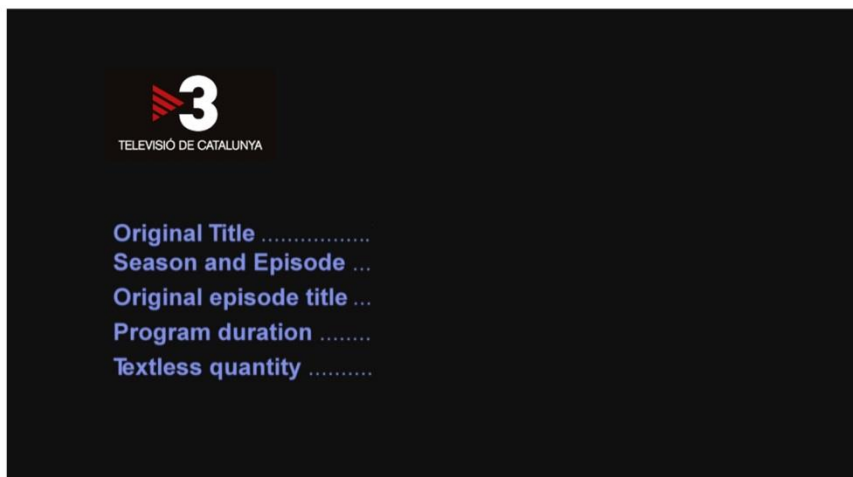 3
TELEVISIÓ DE CATALUNYA
Original Title .................
Season and Episode ...
Original episode title ...
Program duration ........
Textless quantity ..........